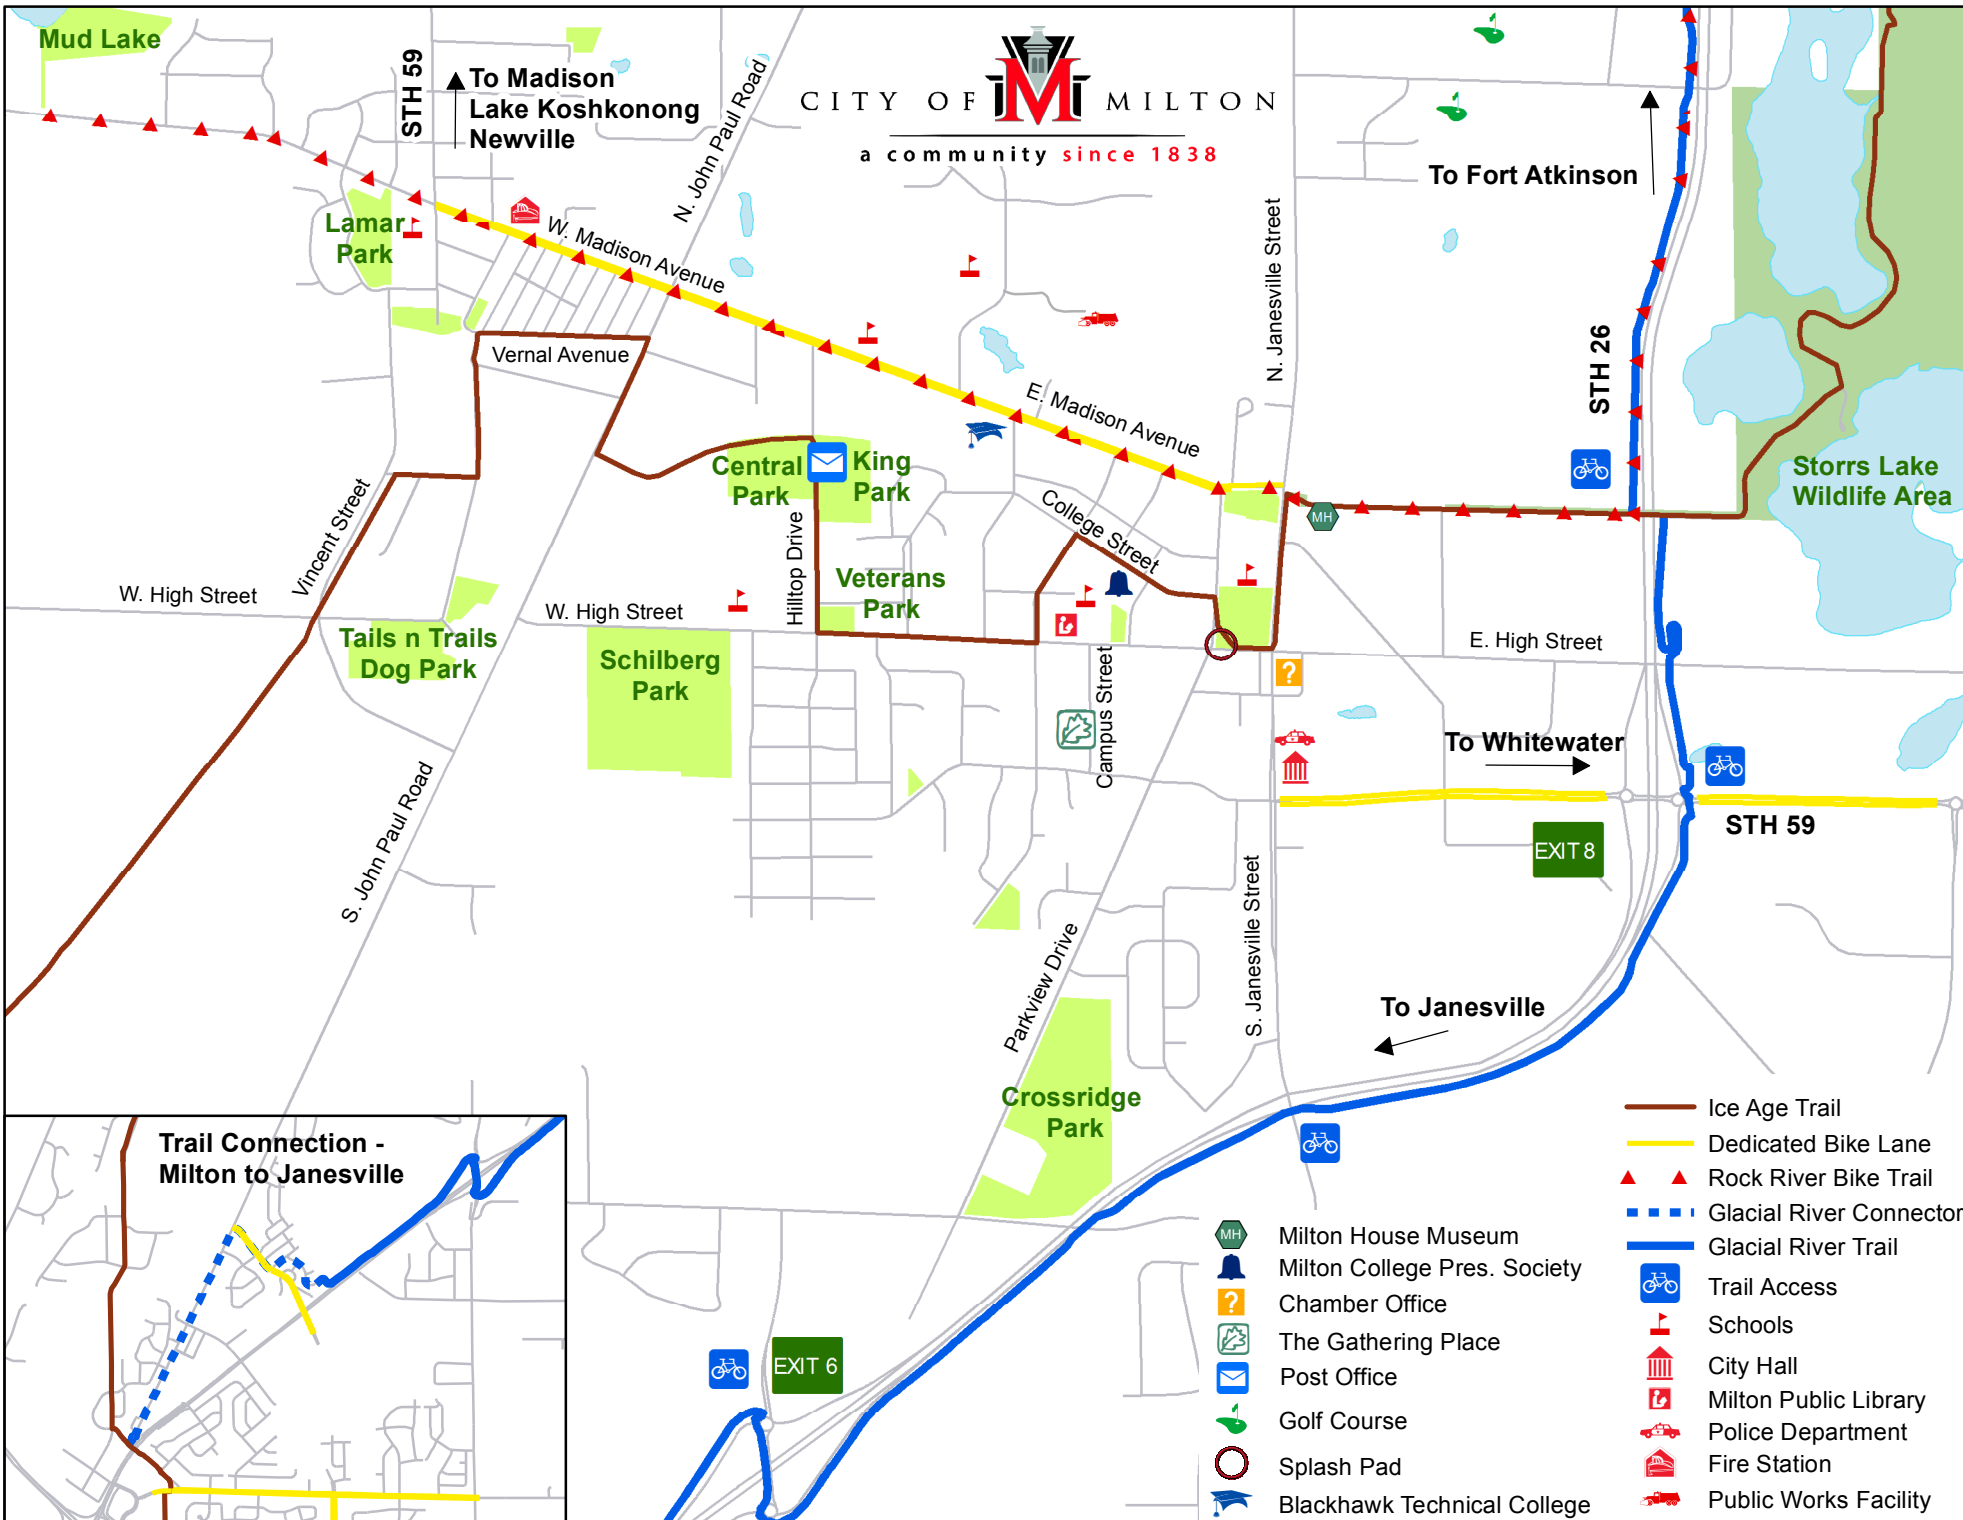 Mud Lake
STH 59
To Madison
Lake Koshkonong
Newville
N. John Paul Road
CITY OF M MILTON
a community since 1838
To Fort Atkinson
Lamar
Park
W. Madison Avenue
N. Janesville Street
STH 26
Vernal Avenue
E. Madison Avenue
Central
Park
King
Park
Storrs Lake
Wildlife Area
Vincent Street
College Street
MH
Hilltop Drive
Veterans
Park
W. High Street
W. High Street
Tails n Trails
Dog Park
Schilberg
Park
E. High Street
?
Campus Street
To Whitewater
STH 59
EXIT 8
S. John Paul Road
S. Janesville Street
Parkview Drive
To Janesville
Crossridge
Park
Trail Connection -
Milton to Janesville
EXIT 6
MH Milton House Museum
Milton College Pres. Society
? Chamber Office
The Gathering Place
Post Office
Golf Course
Splash Pad
Blackhawk Technical College
Ice Age Trail
Dedicated Bike Lane
Rock River Bike Trail
Glacial River Connector
Glacial River Trail
Trail Access
Schools
City Hall
Milton Public Library
Police Department
Fire Station
Public Works Facility